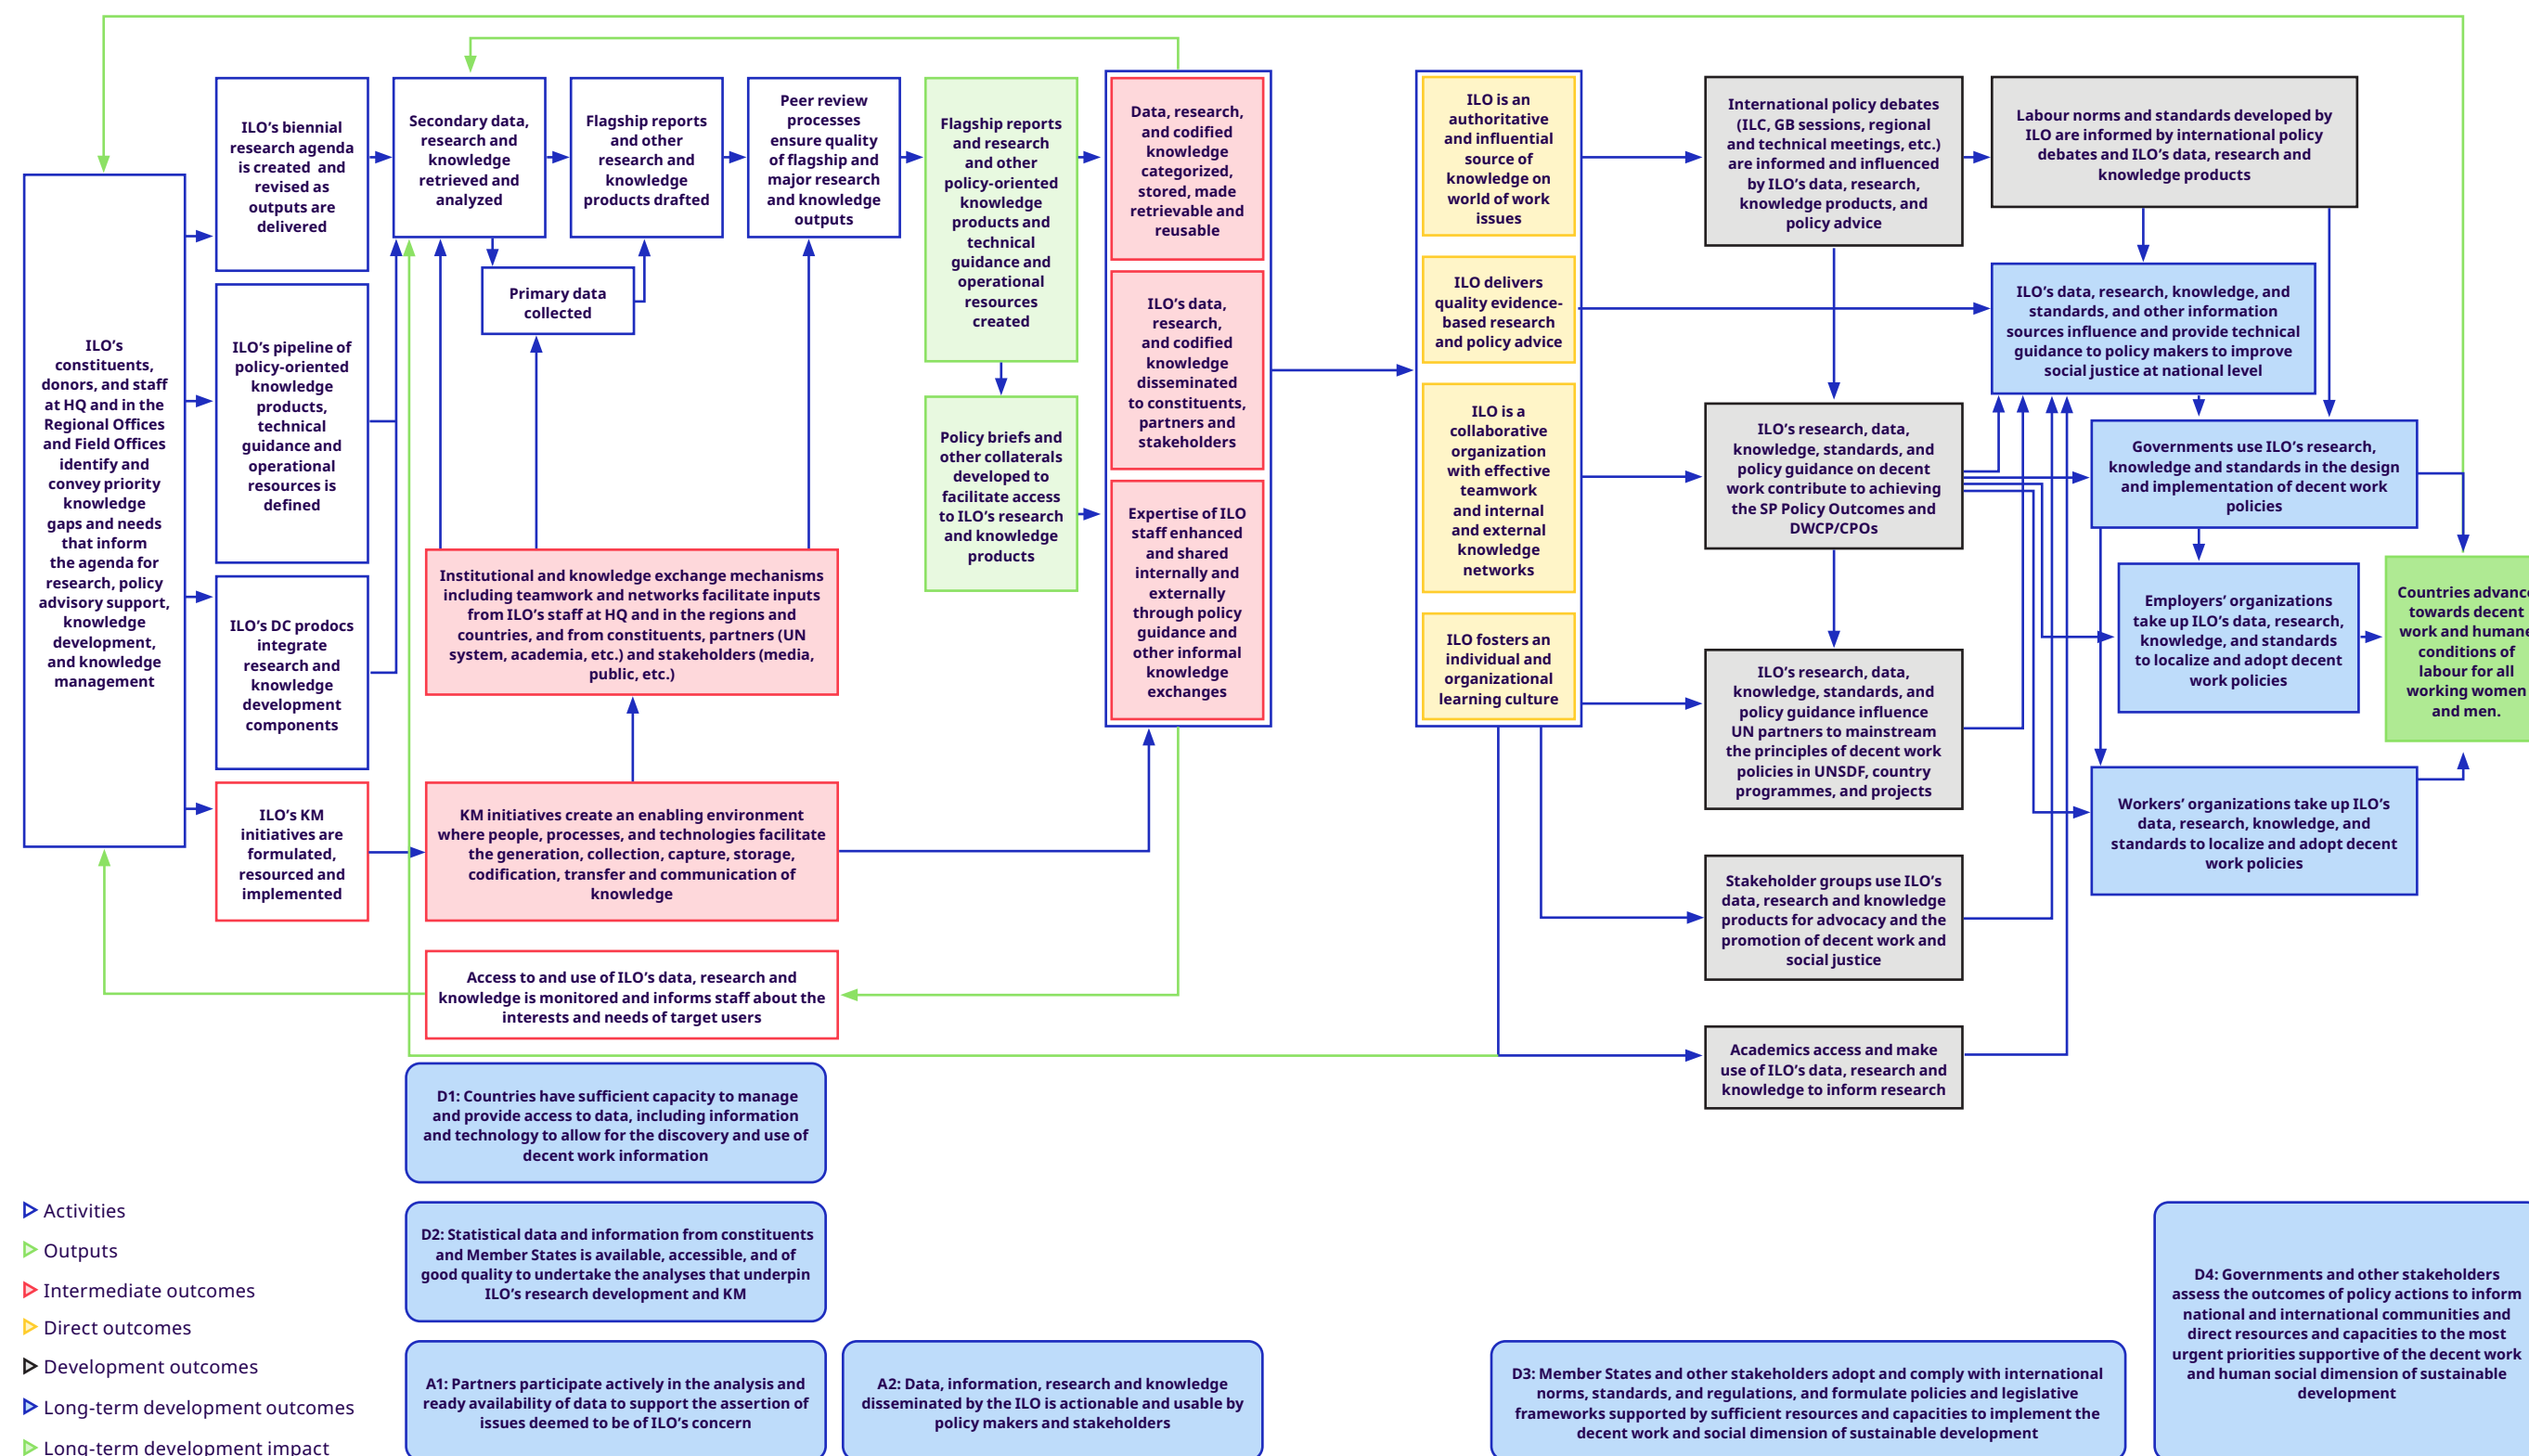 ILO’s
constituents,
donors, and staff
at HQ and in the
Regional Offices
and Field Offices
identify and
convey priority
knowledge
gaps and needs
that inform
the agenda for
research, policy
advisory support,
knowledge
development,
and knowledge
management
ILO’s biennial
research agenda
is created and
revised as
outputs are
delivered
ILO’s pipeline of
policy-oriented
knowledge
products,
technical
guidance and
operational
resources is
defined
ILO’s DC prodocs
integrate
research and
knowledge
development
components
ILO’s KM
initiatives are
formulated,
resourced and
implemented
Secondary data,
research and
knowledge
retrieved and
analyzed
Primary data
collected
Flagship reports
and other
research and
knowledge
products drafted
Peer review
processes
ensure quality
of flagship and
major research
and knowledge
outputs
Institutional and knowledge exchange mechanisms
including teamwork and networks facilitate inputs
from ILO’s staff at HQ and in the regions and
countries, and from constituents, partners (UN
system, academia, etc.) and stakeholders (media,
public, etc.)
KM initiatives create an enabling environment
where people, processes, and technologies facilitate
the generation, collection, capture, storage,
codification, transfer and communication of
knowledge
Access to and use of ILO’s data, research and
knowledge is monitored and informs staff about the
interests and needs of target users
Flagship reports
and research
and other
policy-oriented
knowledge
products and
technical
guidance and
operational
resources
created
Policy briefs and
other collaterals
developed to
facilitate access
to ILO’s research
and knowledge
products
Data, research,
and codified
knowledge
categorized,
stored, made
retrievable and
reusable
ILO’s data,
research,
and codified
knowledge
disseminated
to constituents,
partners and
stakeholders
Expertise of ILO
staff enhanced
and shared
internally and
externally
through policy
guidance and
other informal
knowledge
exchanges
ILO is an
authoritative
and influential
source of
knowledge on
world of work
issues
ILO delivers
quality evidence-
based research
and policy advice
ILO is a
collaborative
organization
with effective
teamwork
and internal
and external
knowledge
networks
ILO fosters an
individual and
organizational
learning culture
International policy debates
(ILC, GB sessions, regional
and technical meetings, etc.)
are informed and influenced
by ILO’s data, research,
knowledge products, and
policy advice
ILO’s research, data,
knowledge, standards, and
policy guidance on decent
work contribute to achieving
the SP Policy Outcomes and
DWCP/CPOs
ILO’s research, data,
knowledge, standards, and
policy guidance influence
UN partners to mainstream
the principles of decent work
policies in UNSDF, country
programmes, and projects
Stakeholder groups use ILO’s
data, research and knowledge
products for advocacy and the
promotion of decent work and
social justice
Academics access and make
use of ILO’s data, research and
knowledge to inform research
Labour norms and standards developed by
ILO are informed by international policy
debates and ILO’s data, research and
knowledge products
ILO’s data, research, knowledge, and
standards, and other information
sources influence and provide technical
guidance to policy makers to improve
social justice at national level
Governments use ILO’s research,
knowledge and standards in the design
and implementation of decent work
policies
Employers’ organizations
take up ILO’s data, research,
knowledge, and standards
to localize and adopt decent
work policies
Workers’ organizations take up ILO’s
data, research, knowledge, and
standards to localize and adopt decent
work policies
Countries advance
towards decent
work and humane
conditions of
labour for all
working women
and men.
D1: Countries have sufficient capacity to manage
and provide access to data, including information
and technology to allow for the discovery and use of
decent work information
D2: Statistical data and information from constituents
and Member States is available, accessible, and of
good quality to undertake the analyses that underpin
ILO’s research development and KM
A1: Partners participate actively in the analysis and
ready availability of data to support the assertion of
issues deemed to be of ILO’s concern
A2: Data, information, research and knowledge
disseminated by the ILO is actionable and usable by
policy makers and stakeholders
D3: Member States and other stakeholders adopt and comply with international
norms, standards, and regulations, and formulate policies and legislative
frameworks supported by sufficient resources and capacities to implement the
decent work and social dimension of sustainable development
D4: Governments and other stakeholders
assess the outcomes of policy actions to inform
national and international communities and
direct resources and capacities to the most
urgent priorities supportive of the decent work
and human social dimension of sustainable
development
Activities
Outputs
Intermediate outcomes
Direct outcomes
Development outcomes
Long-term development outcomes
Long-term development impact